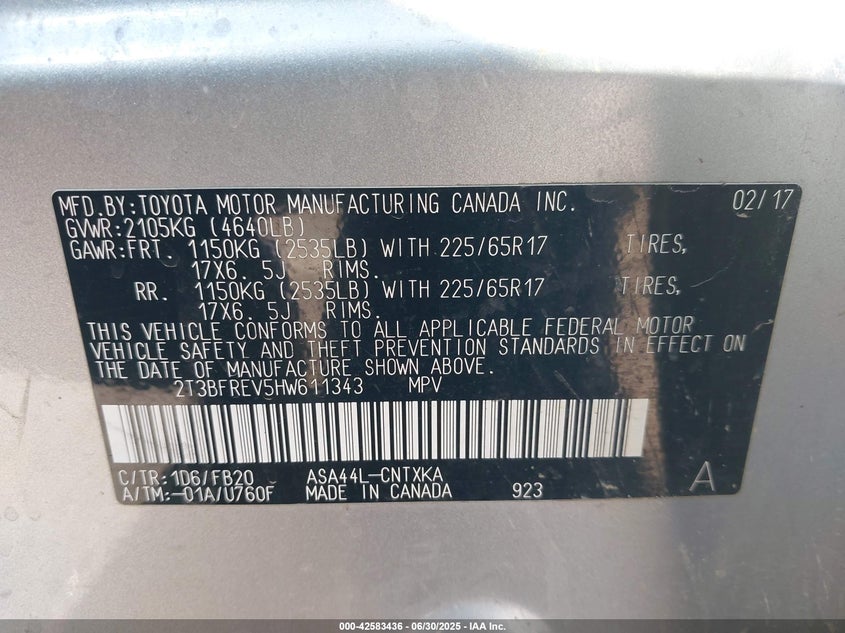 MFD.BY:TOYOTA MOTOR MANUFACTURING CANADA INC. 02/17
GVWR:2105KG (4640LB)
GAWR:FRT. 1150KG (2535LB) WITH 225/65R17 TIRES,
17X6.5J RIMS.
RR. 1150KG (2535LB) WITH 225/65R17 TIRES,
17X6.5J RIMS.
THIS VEHICLE CONFORMS TO ALL APPLICABLE FEDERAL MOTOR
VEHICLE SAFETY AND THEFT PREVENTION STANDARDS IN EFFECT ON
THE DATE OF MANUFACTURE SHOWN ABOVE.
2T3BFREV5HW611343 MPV
C/TR:1D6/FB20 ASA44L-CNTXKA
A/TM:-01A/U760F MADE IN CANADA 923 A
000-42583436 - 06/30/2025 - IAA Inc.